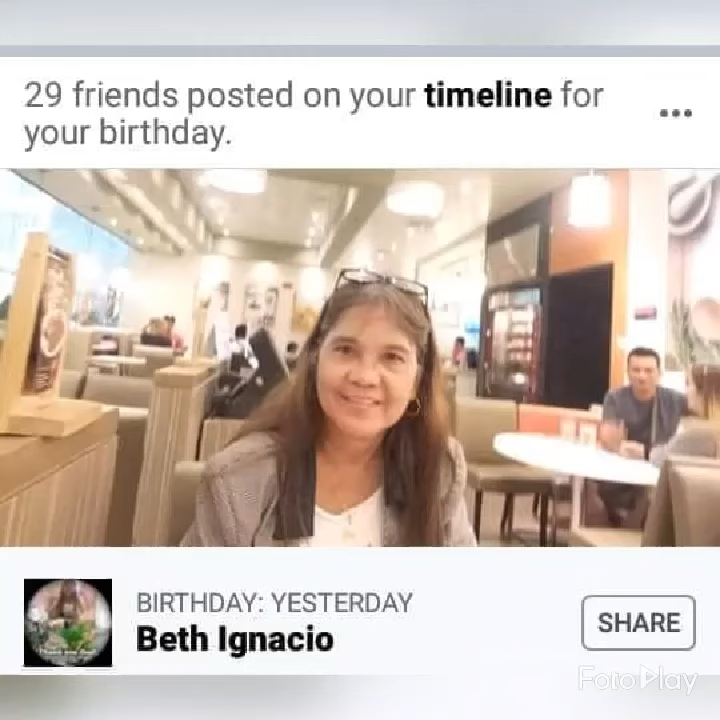 29 friends posted on your timeline for
your birthday.
BIRTHDAY: YESTERDAY
Beth Ignacio
SHARE
FotoPlay